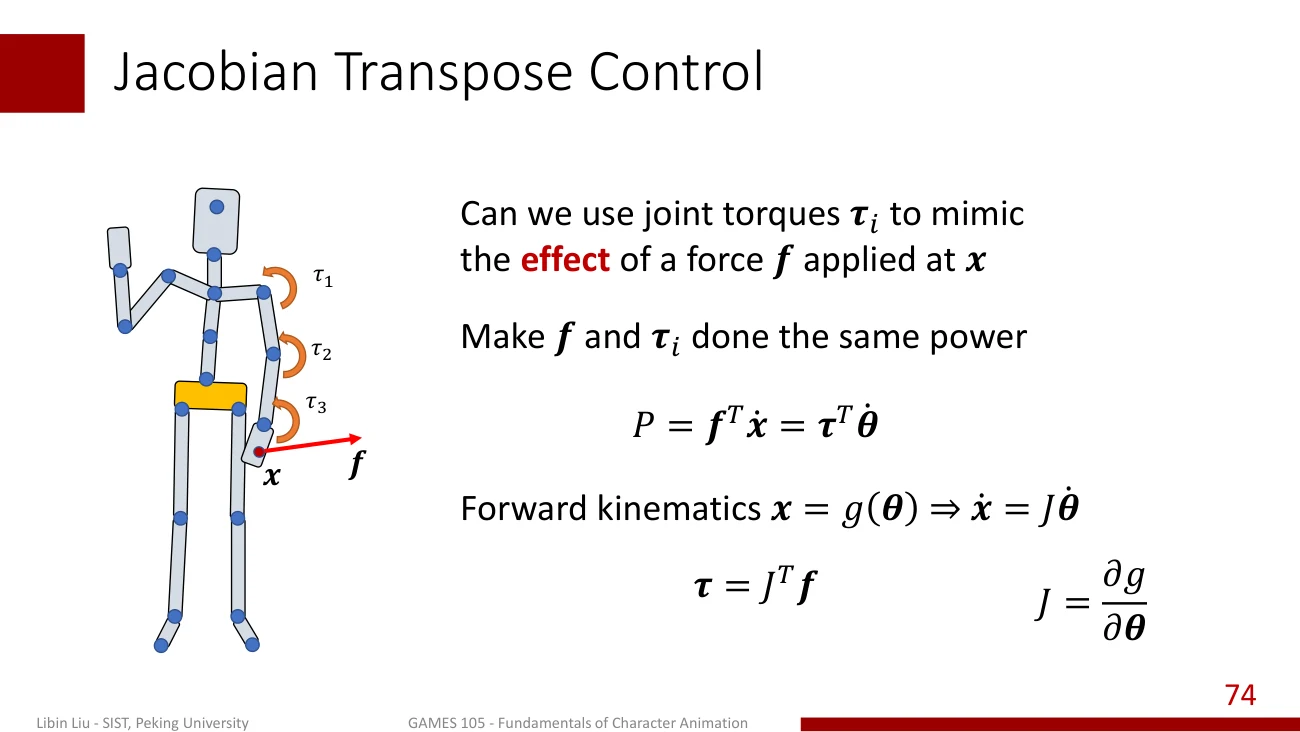 Jacobian Transpose Control
Can we use joint torques 𝝉ᵢ to mimic
the effect of a force 𝒇 applied at 𝒙
Make 𝒇 and 𝝉ᵢ done the same power
P = 𝒇ᵀẋ = 𝝉ᵀθ̇
Forward kinematics 𝒙 = g(𝜽) ⇒ ẋ = Jθ̇
𝝉 = Jᵀ𝒇
J = ∂g/∂𝜽
τ₁
τ₂
τ₃
𝒙
𝒇
74
Libin Liu - SIST, Peking University
GAMES 105 - Fundamentals of Character Animation